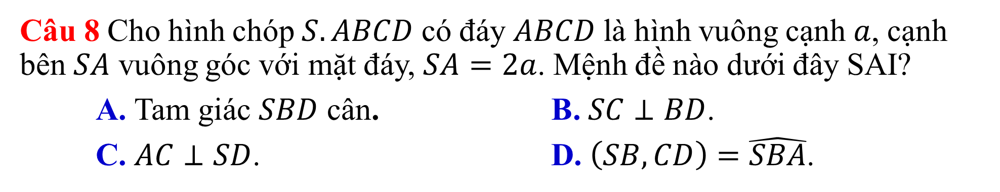 Câu 8 Cho hình chóp S.ABCD có đáy ABCD là hình vuông cạnh a, cạnh
bên SA vuông góc với mặt đáy, SA = 2a. Mệnh đề nào dưới đây SAI?
A. Tam giác SBD cân. B. SC ⊥ BD.
C. AC ⊥ SD. D. (SB, CD) = \widehat{SBA}.